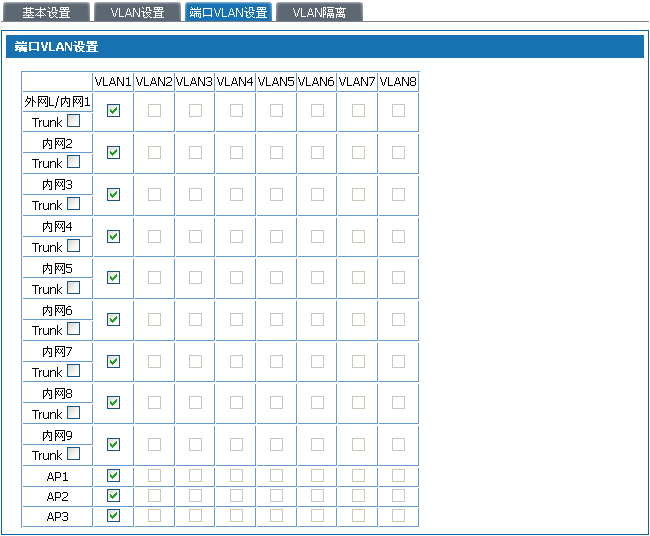 基本设置 VLAN设置 端口VLAN设置 VLAN隔离
端口VLAN设置
VLAN1 VLAN2 VLAN3 VLAN4 VLAN5 VLAN6 VLAN7 VLAN8
外网L/内网1
Trunk
内网2
Trunk
内网3
Trunk
内网4
Trunk
内网5
Trunk
内网6
Trunk
内网7
Trunk
内网8
Trunk
内网9
Trunk
AP1
AP2
AP3